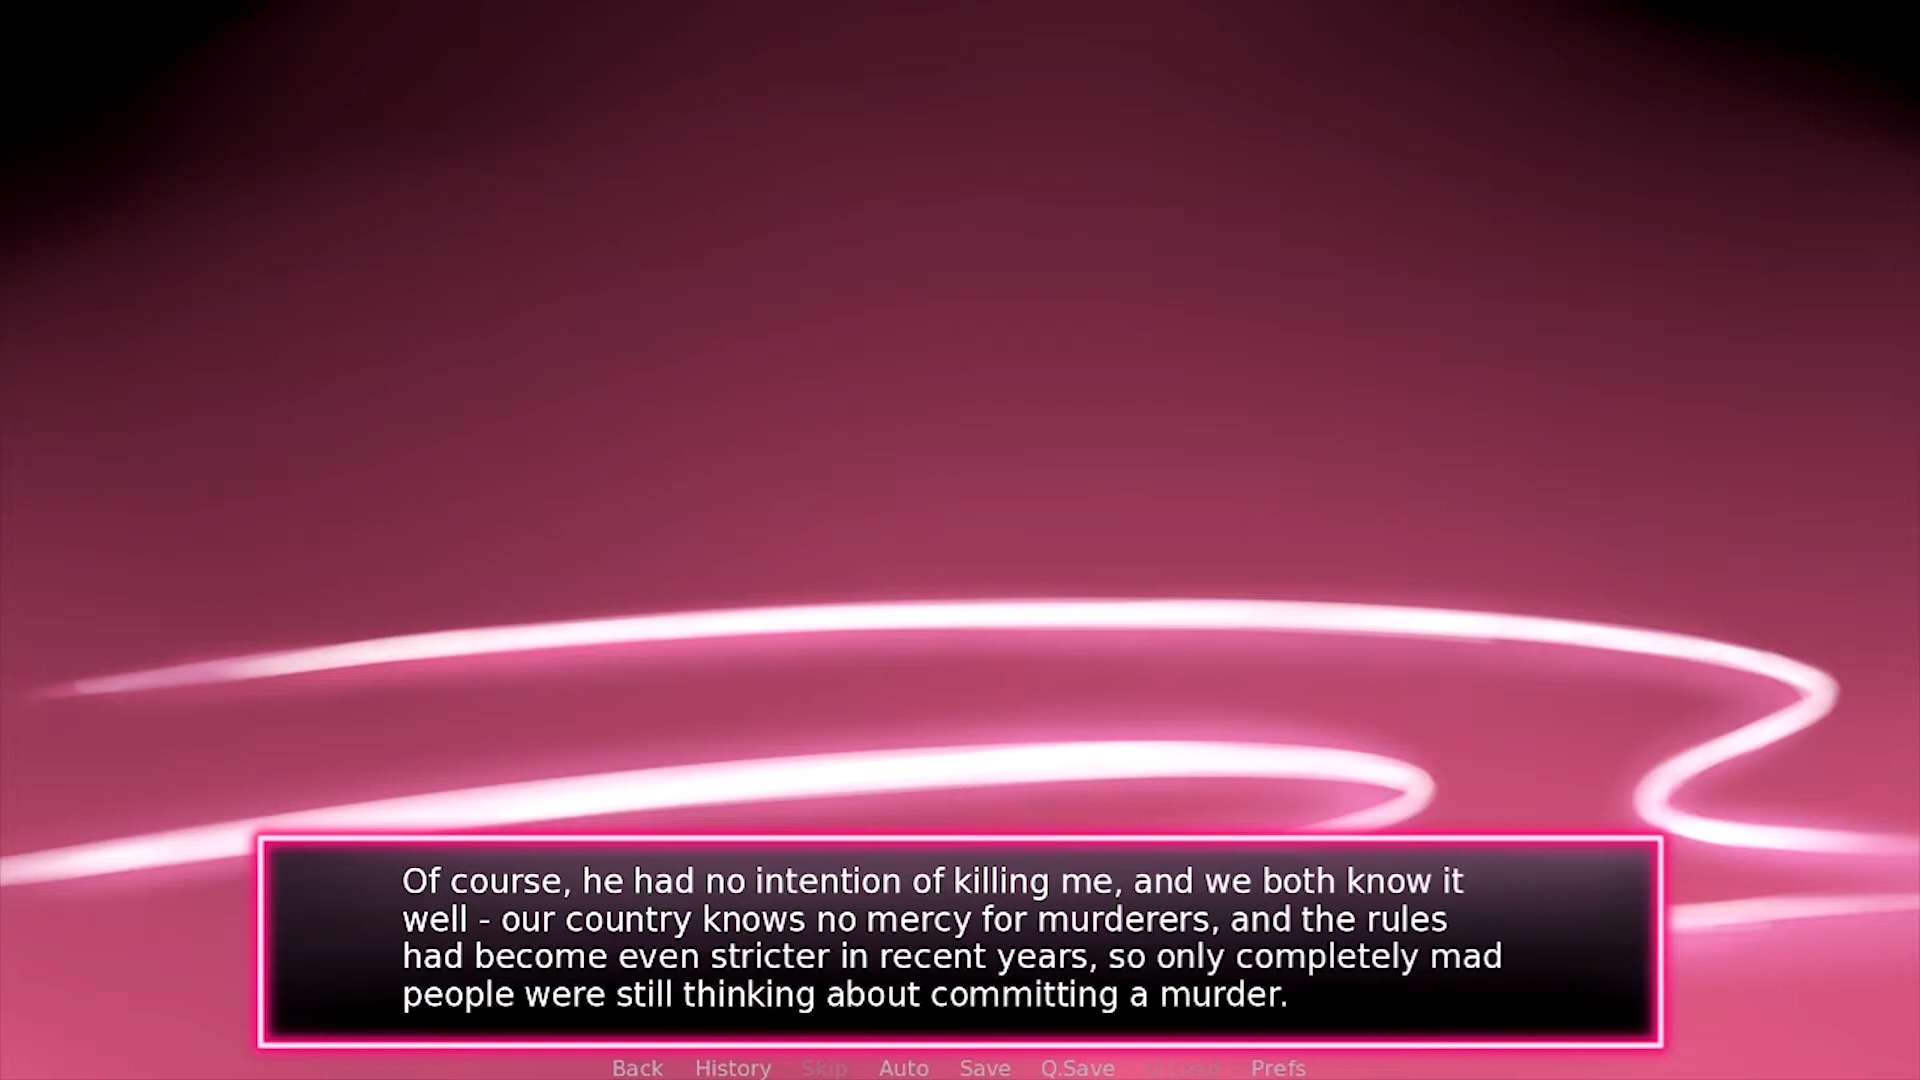 Of course, he had no intention of killing me, and we both know it
well - our country knows no mercy for murderers, and the rules
had become even stricter in recent years, so only completely mad
people were still thinking about committing a murder.
Back History Skip Auto Save Q.Save Q.Load Prefs